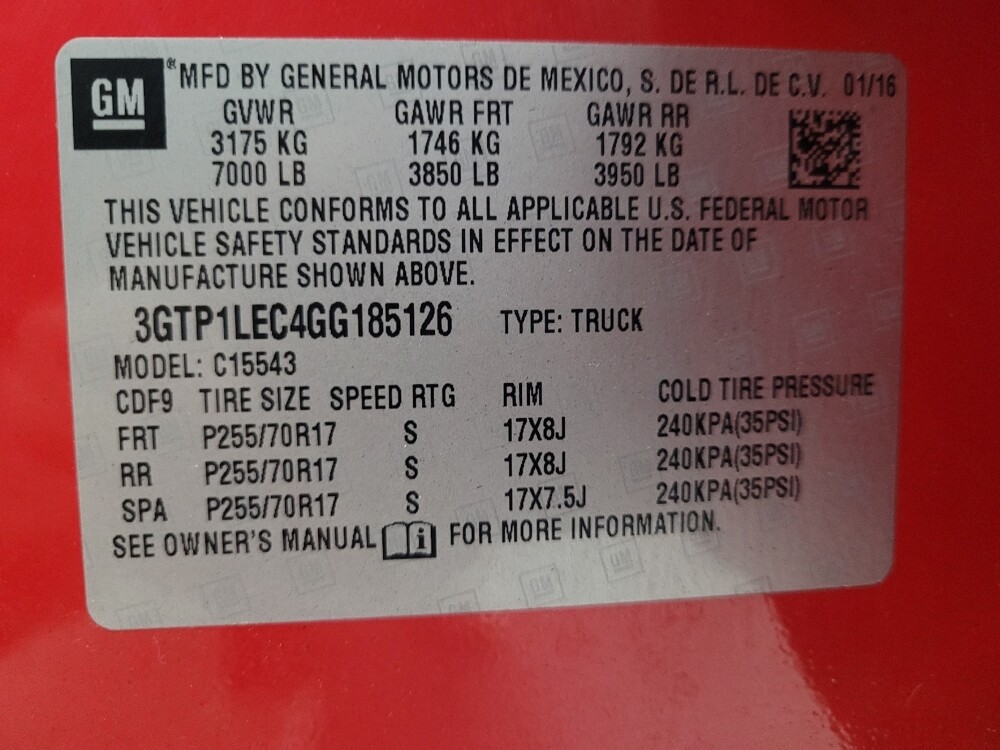 GM
® MFD BY GENERAL MOTORS DE MEXICO, S. DE R.L. DE C.V. 01/16
GVWR GAWR FRT GAWR RR
3175 KG 1746 KG 1792 KG
7000 LB 3850 LB 3950 LB
THIS VEHICLE CONFORMS TO ALL APPLICABLE U.S. FEDERAL MOTOR
VEHICLE SAFETY STANDARDS IN EFFECT ON THE DATE OF
MANUFACTURE SHOWN ABOVE.
3GTP1LEC4GG185126 TYPE: TRUCK
MODEL: C15543
CDF9 TIRE SIZE SPEED RTG RIM COLD TIRE PRESSURE
FRT P255/70R17 S 17X8J 240KPA(35PSI)
RR P255/70R17 S 17X8J 240KPA(35PSI)
SPA P255/70R17 S 17X7.5J 240KPA(35PSI)
SEE OWNER'S MANUAL i FOR MORE INFORMATION.